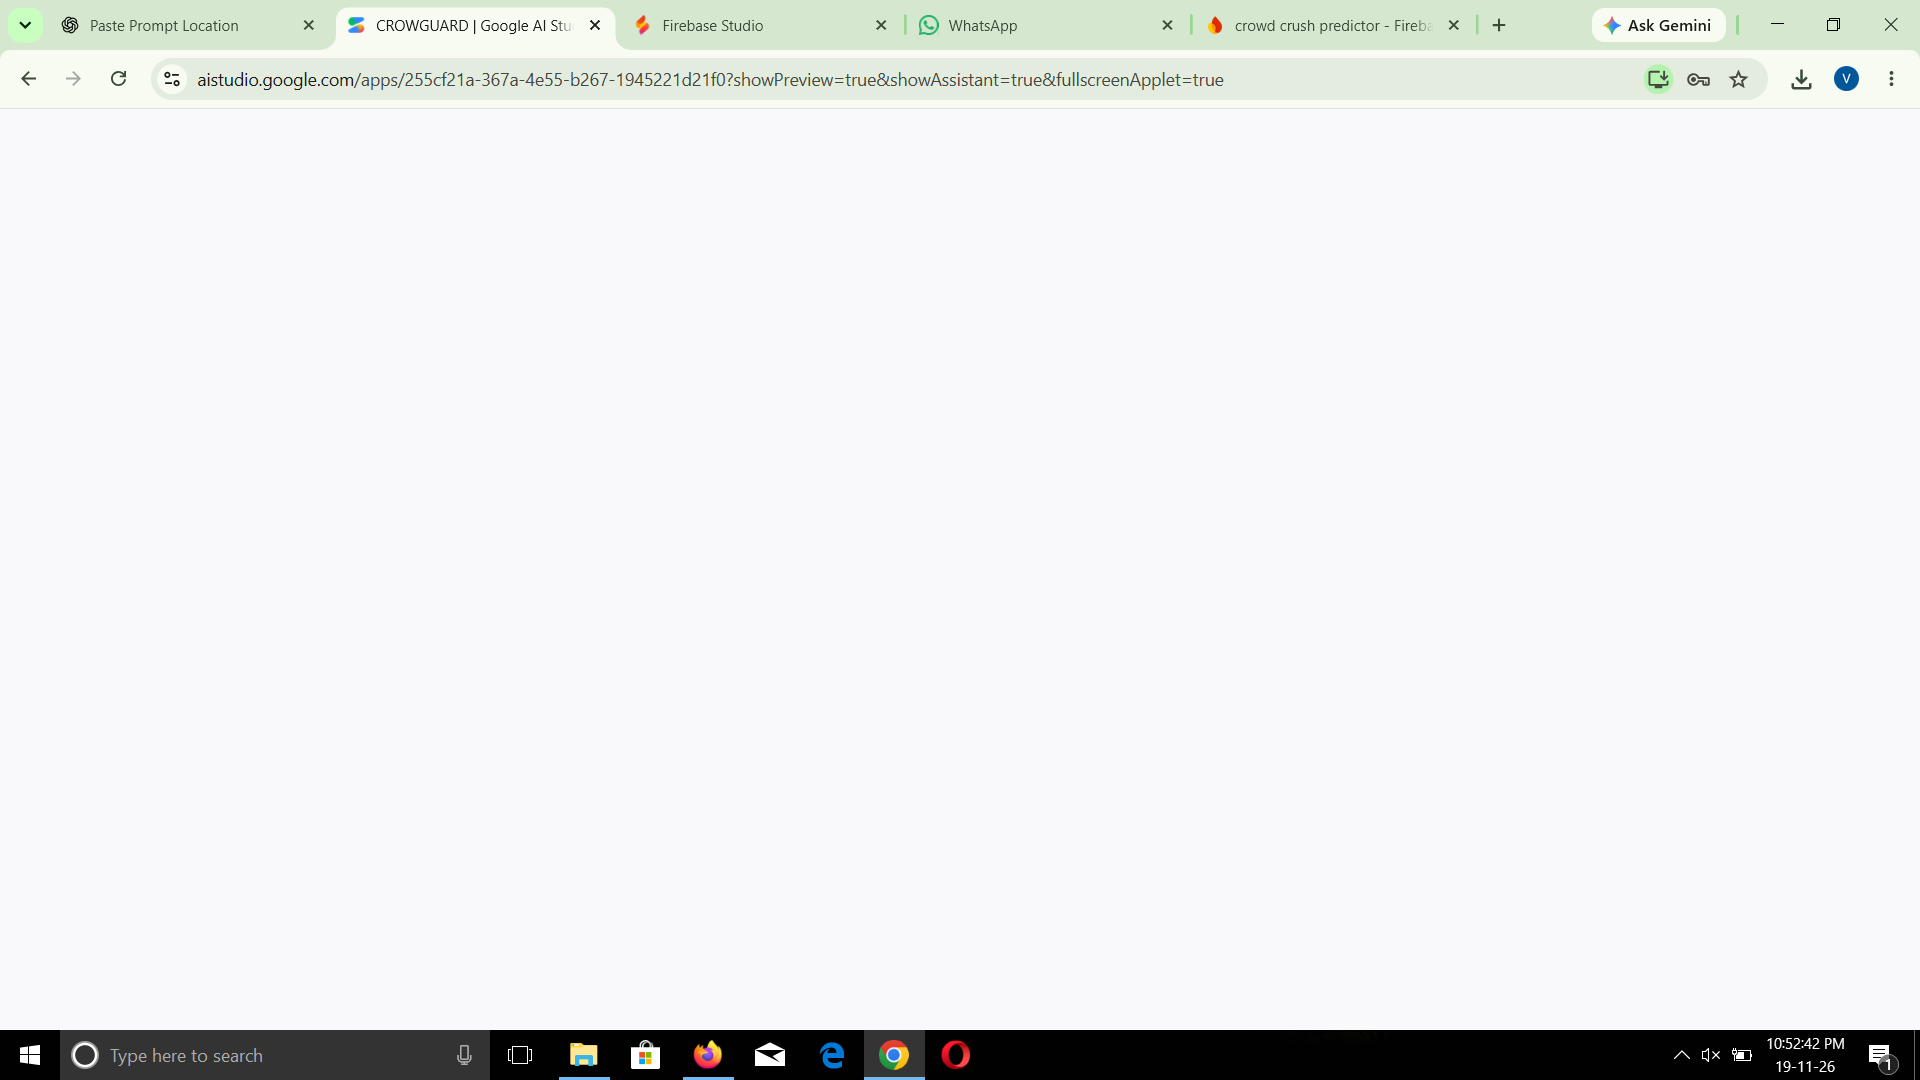 Paste Prompt Location
CROWGUARD | Google AI Stu
Firebase Studio
WhatsApp
crowd crush predictor - Fireba
Ask Gemini
aistudio.google.com/apps/255cf21a-367a-4e55-b267-1945221d21f0?showPreview=true&showAssistant=true&fullscreenApplet=true
V
Type here to search
10:52:42 PM
19-11-26
1